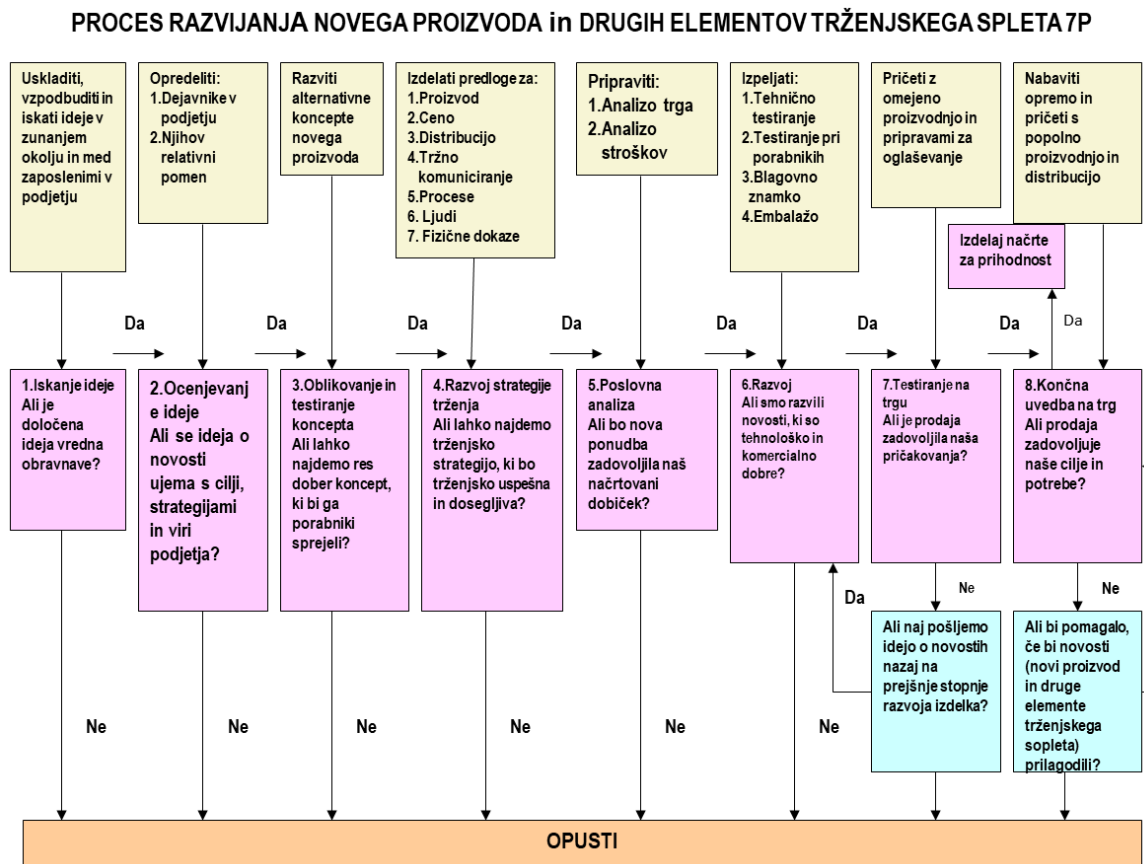 PROCES RAZVIJANJA NOVEGA PROIZVODA in DRUGIH ELEMENTOV TRŽENJSKEGA SPLETA 7P
Uskladiti,
vzpodbuditi in
iskati ideje v
zunanjem
okolju in med
zaposlenimi v
podjetju
Opredeliti:
1.Dejavnike v
podjetju
2.Njihov
relativni
pomen
Razviti
alternativne
koncepte
novega
proizvoda
Izdelati predloge za:
1.Proizvod
2.Ceno
3.Distribucijo
4.Tržno
komuniciranje
5.Procese
6. Ljudi
7. Fizične dokaze
Pripraviti:
1.Analizo trga
2.Analizo
stroškov
Izpeljati:
1.Tehnično
testiranje
2.Testiranje pri
porabnikih
3.Blagovno
znamko
4.Embalažo
Pričeti z
omejeno
proizvodnjo in
pripravami za
oglaševanje
Nabaviti
opremo in
pričeti s
popolno
proizvodnjo in
distribucijo
Izdelaj načrte
za prihodnost
Da
Da
Da
Da
Da
Da
Da
Da
1.Iskanje ideje
Ali je
določena
ideja vredna
obravnave?
2.Ocenjevanj
e ideje
Ali se ideja o
novosti
ujema s cilji,
strategijami
in viri
podjetja?
3.Oblikovanje in
testiranje
koncepta
Ali lahko
najdemo res
dober koncept,
ki bi ga
porabniki
sprejeli?
4.Razvoj strategije
trženja
Ali lahko najdemo
trženjsko
strategijo, ki bo
trženjsko uspešna
in dosegljiva?
5.Poslovna
analiza
Ali bo nova
ponudba
zadovoljila naš
načrtovani
dobiček?
6.Razvoj
Ali smo razvili
novosti, ki so
tehnološko in
komercialno
dobre?
7.Testiranje na
trgu
Ali je prodaja
zadovoljila naša
pričakovanja?
8.Končna
uvedba na trg
Ali prodaja
zadovoljuje
naše cilje in
potrebe?
Da
Ne
Ne
Ali naj pošljemo
idejo o novostih
nazaj na
prejšnje stopnje
razvoja izdelka?
Ali bi pomagalo,
če bi novosti
(novi proizvod
in druge
elemente
trženjskega
sopleta)
prilagodili?
Ne
Ne
Ne
Ne
Ne
Ne
OPUSTI